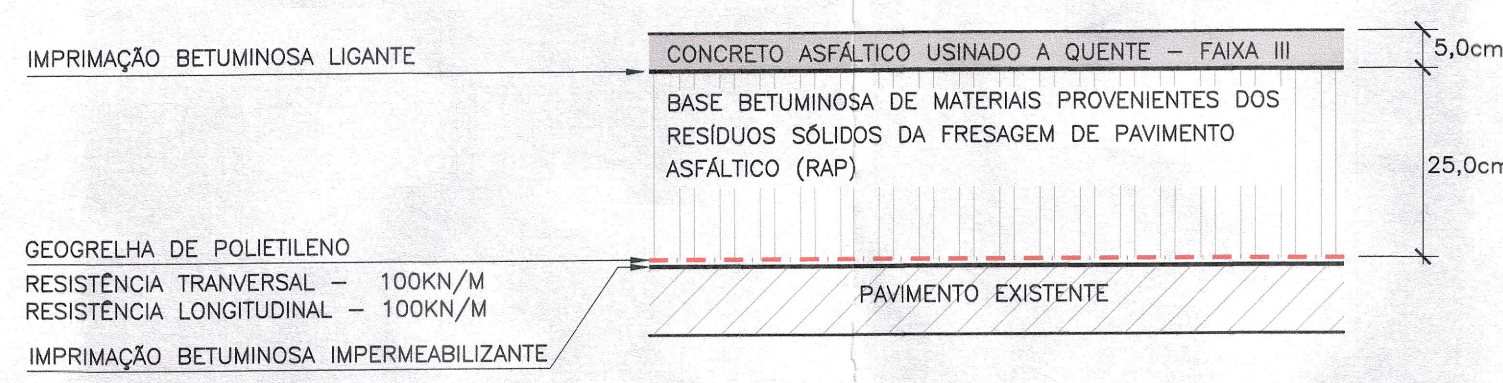 IMPRIMAÇÃO BETUMINOSA LIGANTE
CONCRETO ASFÁLTICO USINADO A QUENTE – FAIXA III
5,0cm
BASE BETUMINOSA DE MATERIAIS PROVENIENTES DOS
RESÍDUOS SÓLIDOS DA FRESAGEM DE PAVIMENTO
ASFÁLTICO (RAP)
25,0cm
GEOGRELHA DE POLIETILENO
RESISTÊNCIA TRANVERSAL – 100KN/M
RESISTÊNCIA LONGITUDINAL – 100KN/M
PAVIMENTO EXISTENTE
IMPRIMAÇÃO BETUMINOSA IMPERMEABILIZANTE